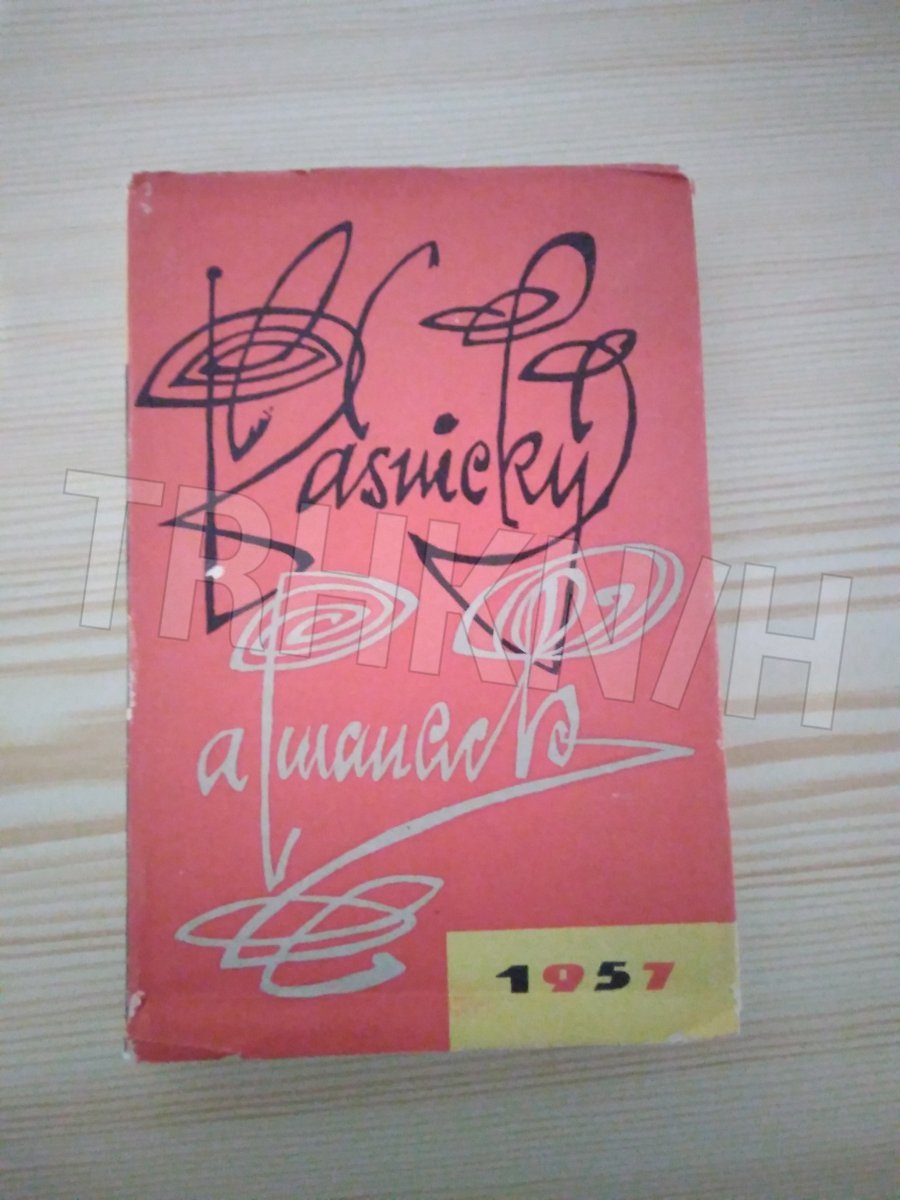 Básnický
almanach
1957
TRHKNIH